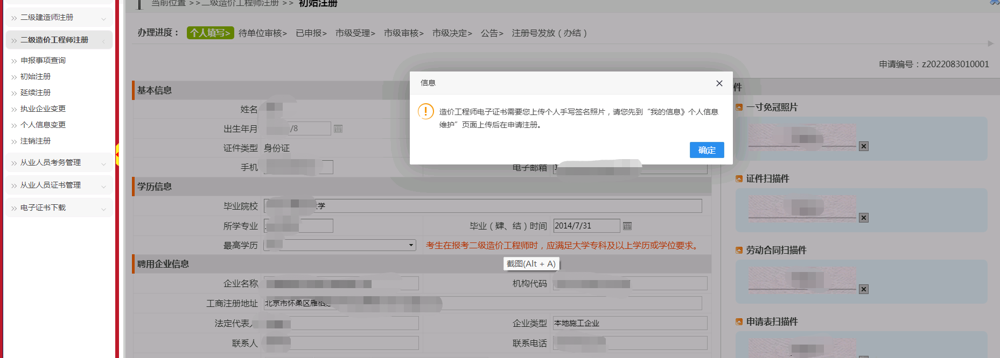 当前位置 >>二级造价工程师注册 >> 初始注册
二级建造师注册
二级造价工程师注册
申报事项查询
初始注册
延续注册
执业企业变更
个人信息变更
注销注册
从业人员考务管理
从业人员证书管理
电子证书下载
办理进度： 个人填写> 待单位审核> 已申报> 市级受理> 市级审核> 市级决定> 公告> 注册号发放（办结）
申请编号：z2022083010001
信息
造价工程师电子证书需要您上传个人手写签名照片，请您先到“我的信息》个人信息
维护”页面上传后在申请注册。
确定
基本信息
姓名
出生年月 /8
证件类型 身份证
手机 电子邮箱
学历信息
毕业院校 学
所学专业 毕业（肄、结）时间 2014/7/31
最高学历 考生在报考二级造价工程师时，应满足大学专科及以上学历或学位要求。
聘用企业信息
截图(Alt + A)
企业名称 机构代码
工商注册地址 北京市怀柔区雁栖
法定代表人 企业类型 本地施工企业
联系人 联系电话
件
一寸免冠照片
证件扫描件
劳动合同扫描件
申请表扫描件